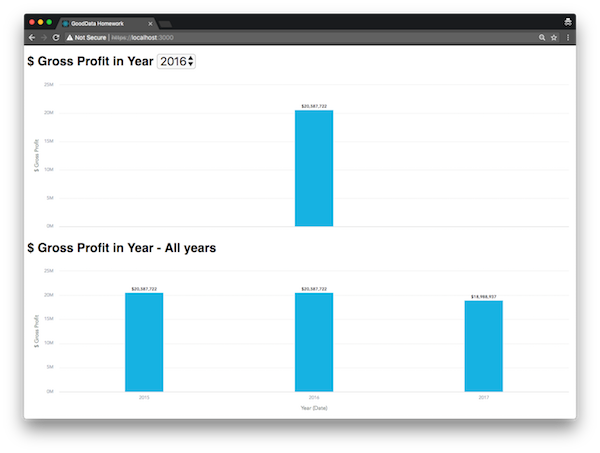 GoodData Homework
Not Secure | https://localhost:3000
$ Gross Profit in Year 2016
25M
$20,587,722
20M
15M
$ Gross Profit
10M
5M
0M
$ Gross Profit in Year - All years
25M
$20,587,722 $20,587,722 $18,988,937
20M
15M
$ Gross Profit
10M
5M
0M
2015 2016 2017
Year (Date)